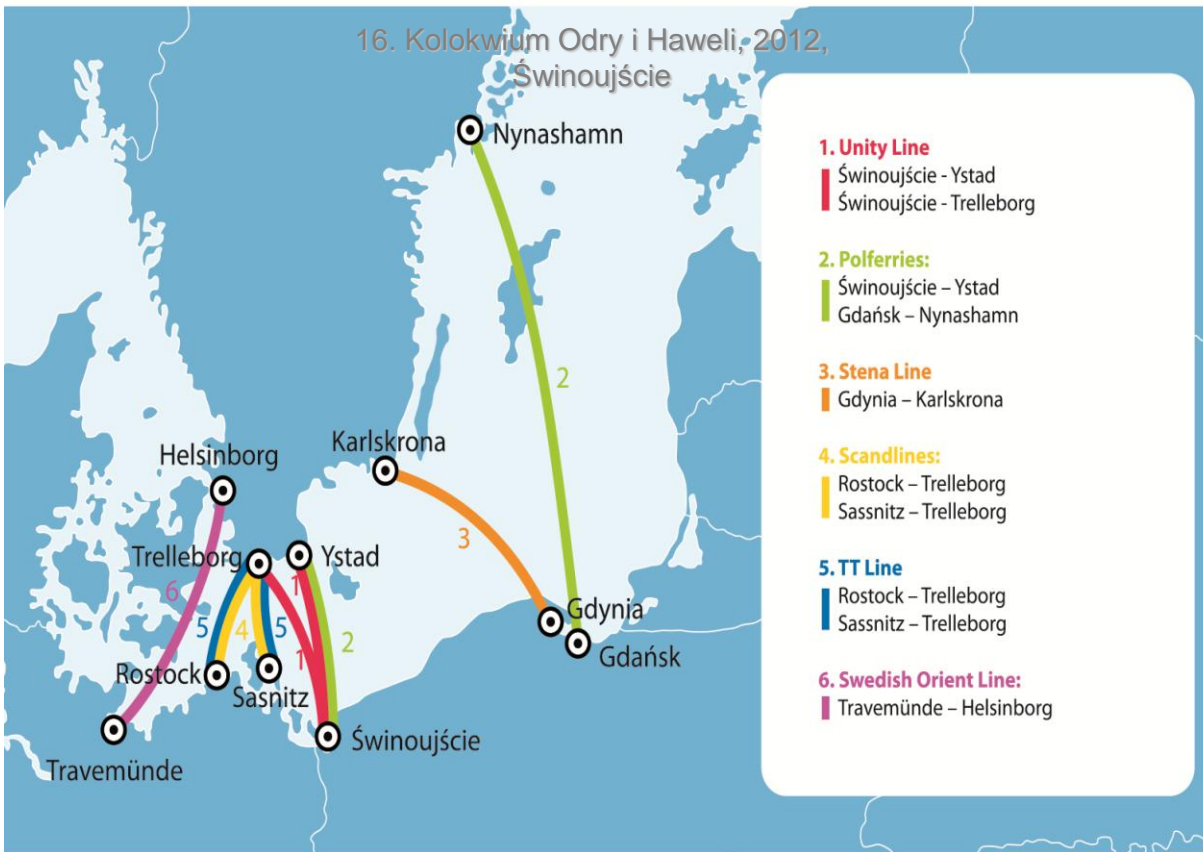 16. Kolokwium Odry i Haweli, 2012,
Świnoujście
Nynashamn
2
Karlskrona
Helsinborg
3
Trelleborg
Ystad
1
6
5
4
5
1
2
Gdynia
Gdańsk
Rostock
Sasnitz
Świnoujście
Travemünde
1. Unity Line
Świnoujście - Ystad
Świnoujście - Trelleborg
2. Polferries:
Świnoujście – Ystad
Gdańsk – Nynashamn
3. Stena Line
Gdynia – Karlskrona
4. Scandlines:
Rostock – Trelleborg
Sassnitz – Trelleborg
5. TT Line
Rostock – Trelleborg
Sassnitz – Trelleborg
6. Swedish Orient Line:
Travemünde – Helsinborg